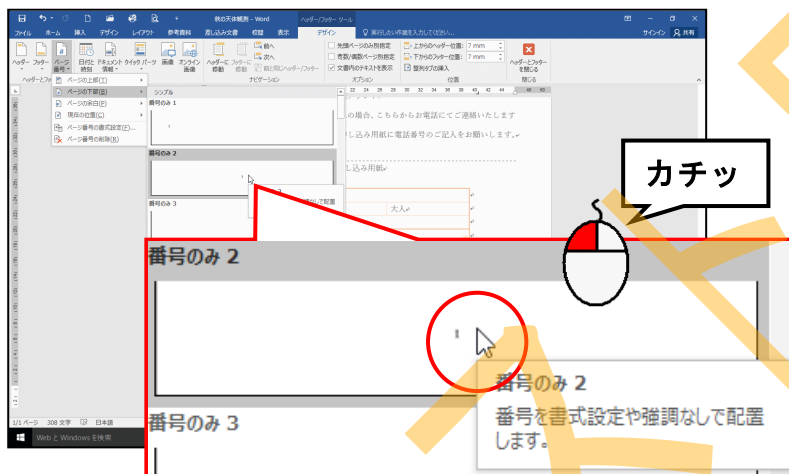 秋の天体観測 - Word
ヘッダー/フッター ツール
ファイル ホーム 挿入 デザイン レイアウト 参考資料 差し込み文書 校閲 表示 デザイン 実行したい作業を入力してください...
サインイン 共有
ヘッダー フッター ページ番号 日付と時刻 ドキュメント情報 クイック パーツ 画像 オンライン画像 ヘッダーに移動 フッターに移動
前へ
次へ
前と同じヘッダー/フッター
先頭ページのみ別指定
奇数/偶数ページ別指定
文書内のテキストを表示
上からのヘッダー位置: 7 mm
下からのフッター位置: 7 mm
整列タブの挿入
ヘッダーとフッターを閉じる
ナビゲーション オプション 位置 閉じる
ページの上部(T)
ページの下部(B)
ページの余白(P)
現在の位置(C)
ページ番号の書式設定(F)...
ページ番号の削除(R)
シンプル
番号のみ 1
番号のみ 2
番号のみ 3
の場合、こちらからお電話にてご連絡いたします
し込み用紙に電話番号のご記入をお願いします。
し込み用紙
大人
カチッ
番号のみ 2
1
番号のみ 2
番号を書式設定や強調なしで配置
します。
番号のみ 3
1/1 ページ 308 文字 日本語
Web と Windows を検索